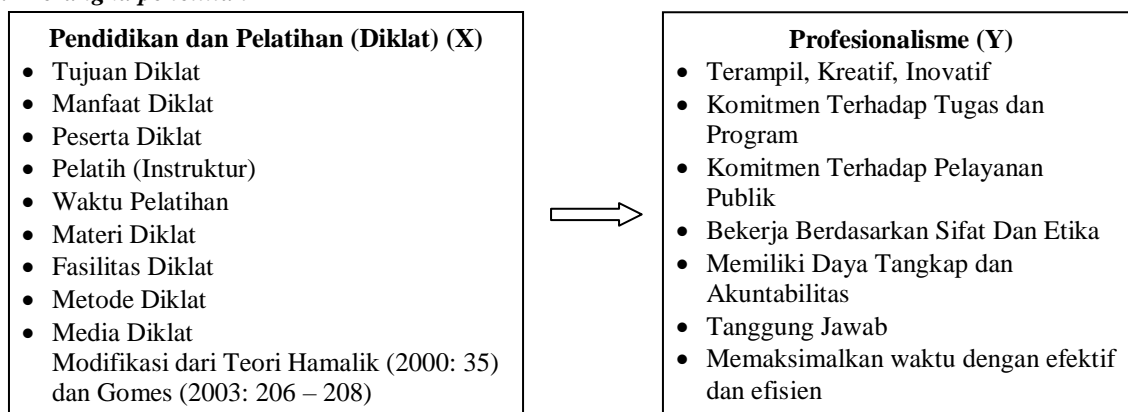 Pendidikan dan Pelatihan (Diklat) (X)
• Tujuan Diklat
• Manfaat Diklat
• Peserta Diklat
• Pelatih (Instruktur)
• Waktu Pelatihan
• Materi Diklat
• Fasilitas Diklat
• Metode Diklat
• Media Diklat
Modifikasi dari Teori Hamalik (2000: 35)
dan Gomes (2003: 206 – 208)
Profesionalisme (Y)
• Terampil, Kreatif, Inovatif
• Komitmen Terhadap Tugas dan
Program
• Komitmen Terhadap Pelayanan
Publik
• Bekerja Berdasarkan Sifat Dan Etika
• Memiliki Daya Tangkap dan
Akuntabilitas
• Tanggung Jawab
• Memaksimalkan waktu dengan efektif
dan efisien